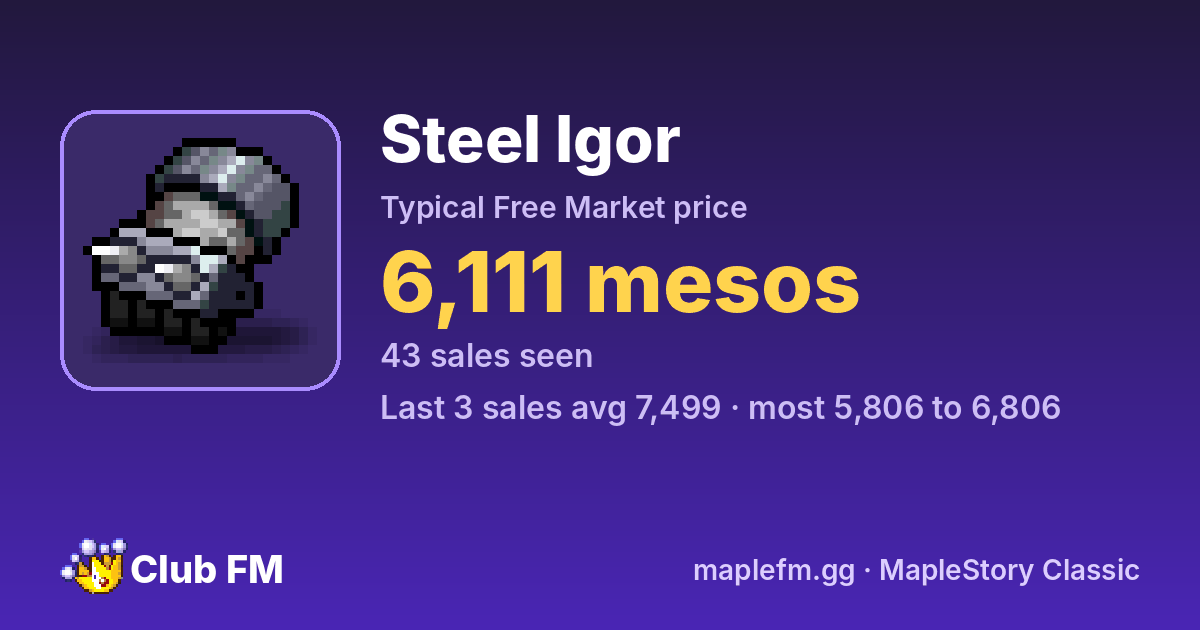 Steel Igor
Typical Free Market price
6,111 mesos
43 sales seen
Last 3 sales avg 7,499 · most 5,806 to 6,806
Club FM
maplefm.gg · MapleStory Classic